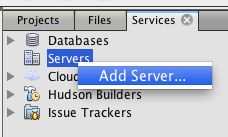 Projects Files Services
Databases
Servers
Add Server...
Cloud
Hudson Builders
Issue Trackers